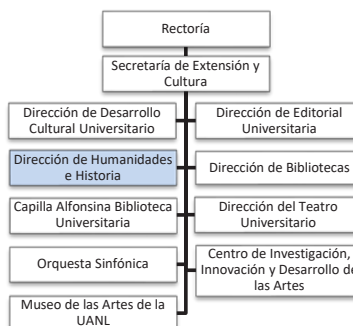 Rectoría
Secretaría de Extensión y
Cultura
Dirección de Desarrollo
Cultural Universitario
Dirección de Editorial
Universitaria
Dirección de Humanidades
e Historia
Dirección de Bibliotecas
Capilla Alfonsina Biblioteca
Universitaria
Dirección del Teatro
Universitario
Orquesta Sinfónica
Centro de Investigación,
Innovación y Desarrollo de
las Artes
Museo de las Artes de la
UANL